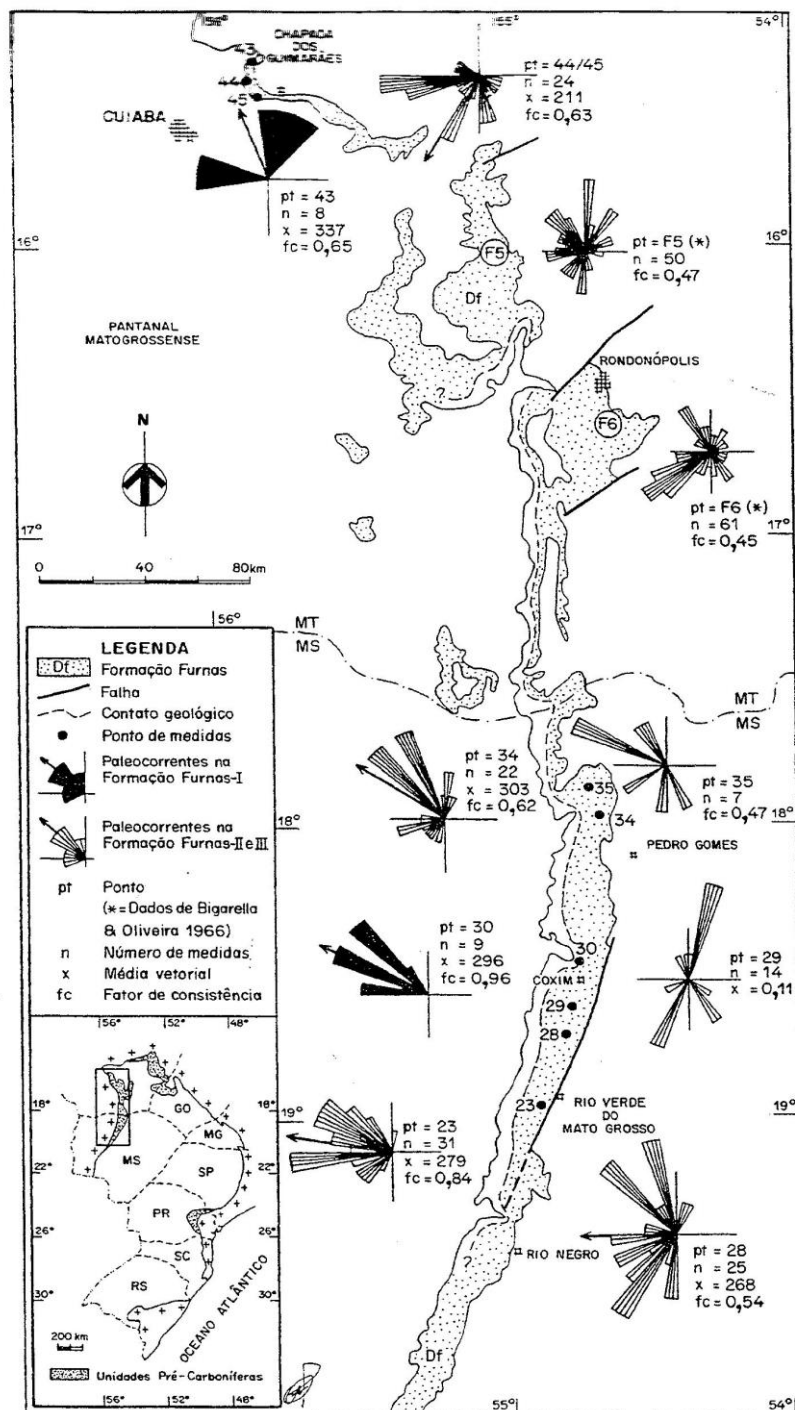 56°
55°
54°
CHAPADA
DOS
GUIMARÃES
43
44
45
CUIABÁ
pt = 44/45
n = 24
x = 211
fc = 0,63
pt = 43
n = 8
x = 337
fc = 0,65
16°
16°
F5
pt = F5 (*)
n = 50
fc = 0,47
Df
PANTANAL
MATOGROSSENSE
RONDONÓPOLIS
?
F6
N
pt = F6 (*)
n = 61
fc = 0,45
17°
17°
0 40 80km
56°
MT
MS
MT
MS
LEGENDA
Df Formação Furnas
Falha
Contato geológico
Ponto de medidas
Paleocorrentes na
Formação Furnas-I
Paleocorrentes na
Formação Furnas-II e III
pt Ponto
(*=Dados de Bigarella
& Oliveira 1966)
n Número de medidas
x Média vetorial
fc Fator de consistência
pt = 34
n = 22
x = 303
fc = 0,62
pt = 35
n = 7
fc = 0,47
35
34
18°
18°
PEDRO GOMES
pt = 30
n = 9
x = 296
fc = 0,96
30
COXIM
pt = 29
n = 14
x = 0,11
29
28
23
RIO VERDE
DO
MATO GROSSO
19°
19°
pt = 23
n = 31
x = 279
fc = 0,84
pt = 28
n = 25
x = 268
fc = 0,54
RIO NEGRO
?
Df
55°
54°
56° 52° 48°
18°
18°
22°
22°
26°
26°
30°
30°
GO
MG
MS
SP
PR
SC
RS
OCEANO ATLÂNTICO
200 km
Unidades Pré-Carboníferas
56° 52° 48°